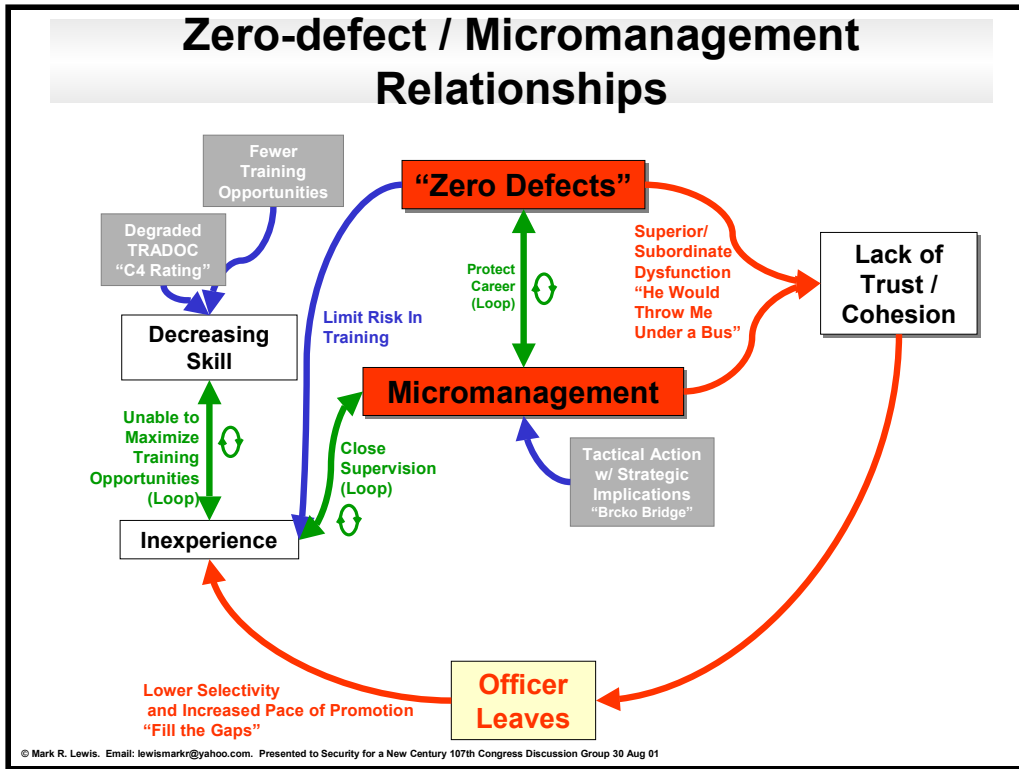 Zero-defect / Micromanagement
Relationships
Fewer
Training
Opportunities
Degraded
TRADOC
“C4 Rating”
“Zero Defects”
Superior/
Subordinate
Dysfunction
“He Would
Throw Me
Under a Bus”
Lack of
Trust /
Cohesion
Protect
Career
(Loop)
Limit Risk In
Training
Decreasing
Skill
Micromanagement
Unable to
Maximize
Training
Opportunities
(Loop)
Close
Supervision
(Loop)
Tactical Action
w/ Strategic
Implications
“Brcko Bridge”
Inexperience
Officer
Leaves
Lower Selectivity
and Increased Pace of Promotion
“Fill the Gaps”
© Mark R. Lewis. Email: lewismarkr@yahoo.com. Presented to Security for a New Century 107th Congress Discussion Group 30 Aug 01